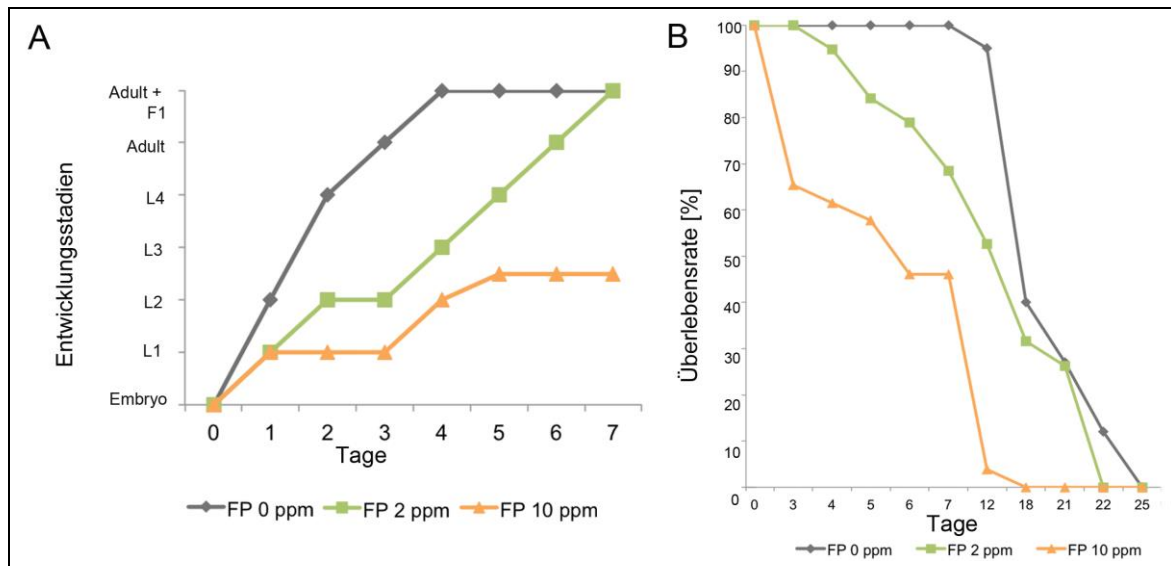 A
Entwicklungsstadien
Adult +
F1
Adult
L4
L3
L2
L1
Embryo
0 1 2 3 4 5 6 7
Tage
FP 0 ppm FP 2 ppm FP 10 ppm
B
Überlebensrate [%]
100
90
80
70
60
50
40
30
20
10
0
0 3 4 5 6 7 12 18 21 22 25
Tage
FP 0 ppm FP 2 ppm FP 10 ppm